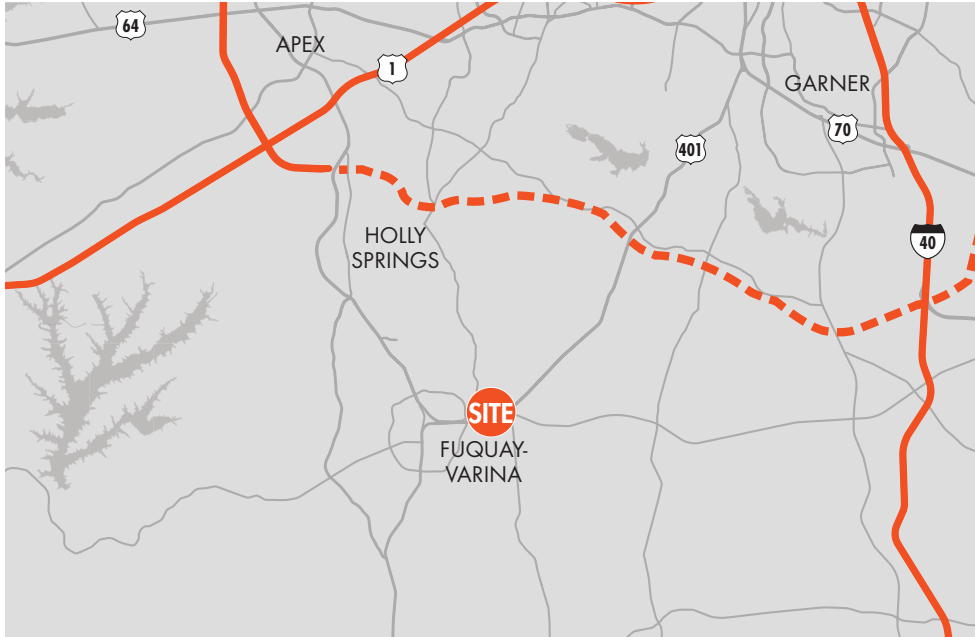 64
APEX
1
GARNER
70
401
HOLLY
SPRINGS
40
SITE
FUQUAY-
VARINA